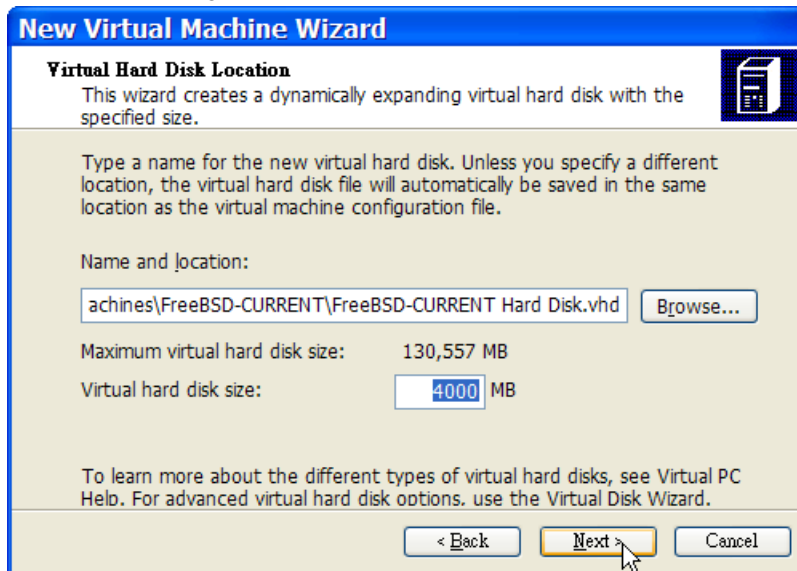 New Virtual Machine Wizard
Virtual Hard Disk Location
This wizard creates a dynamically expanding virtual hard disk with the
specified size.
Type a name for the new virtual hard disk. Unless you specify a different
location, the virtual hard disk file will automatically be saved in the same
location as the virtual machine configuration file.
Name and location:
achines\FreeBSD-CURRENT\FreeBSD-CURRENT Hard Disk.vhd Browse...
Maximum virtual hard disk size: 130,557 MB
Virtual hard disk size: 4000 MB
To learn more about the different types of virtual hard disks, see Virtual PC
Help. For advanced virtual hard disk options, use the Virtual Disk Wizard.
< Back Next > Cancel